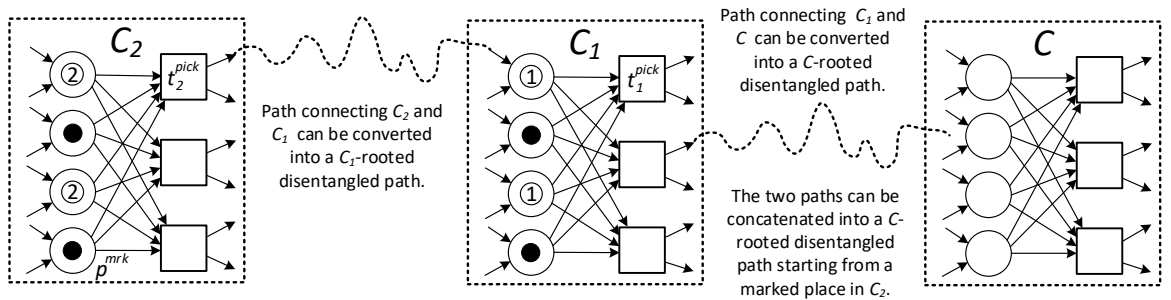 C2
2
t2pick
2
pmrk
Path connecting C2 and
C1 can be converted
into a C1-rooted
disentangled path.
C1
1
t1pick
1
Path connecting C1 and
C can be converted
into a C-rooted
disentangled path.
The two paths can be
concatenated into a C-
rooted disentangled
path starting from a
marked place in C2.
C